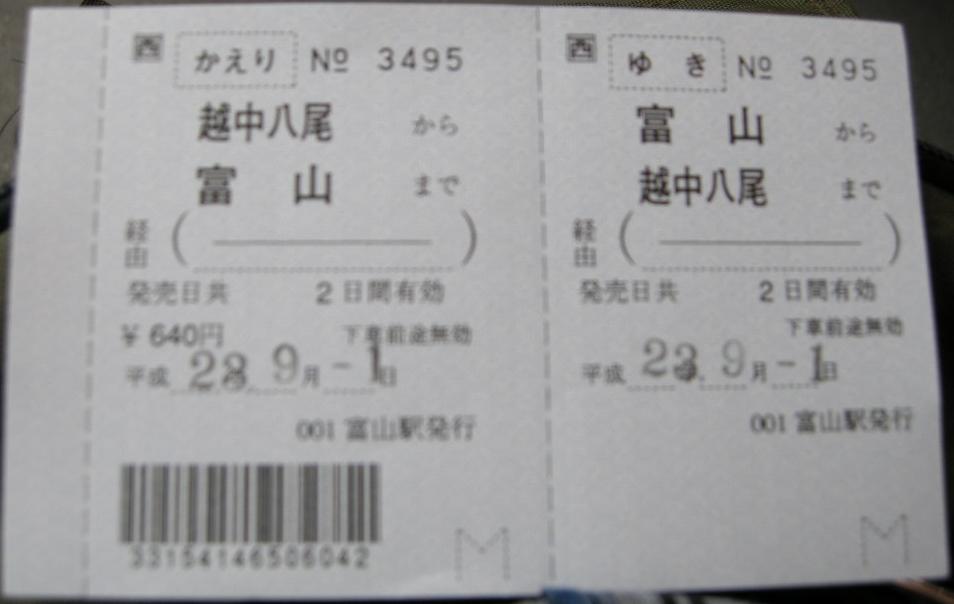 西 かえり № 3495
越中八尾 から
富山 まで
経由 ( )
発売日共 2日間有効
¥640円 下車前途無効
平成 23. 9月-1日
001 富山駅発行
33154146506042
M
西 ゆき № 3495
富山 から
越中八尾 まで
経由 ( )
発売日共 2日間有効
下車前途無効
平成 23. 9月-1日
001 富山駅発行
M